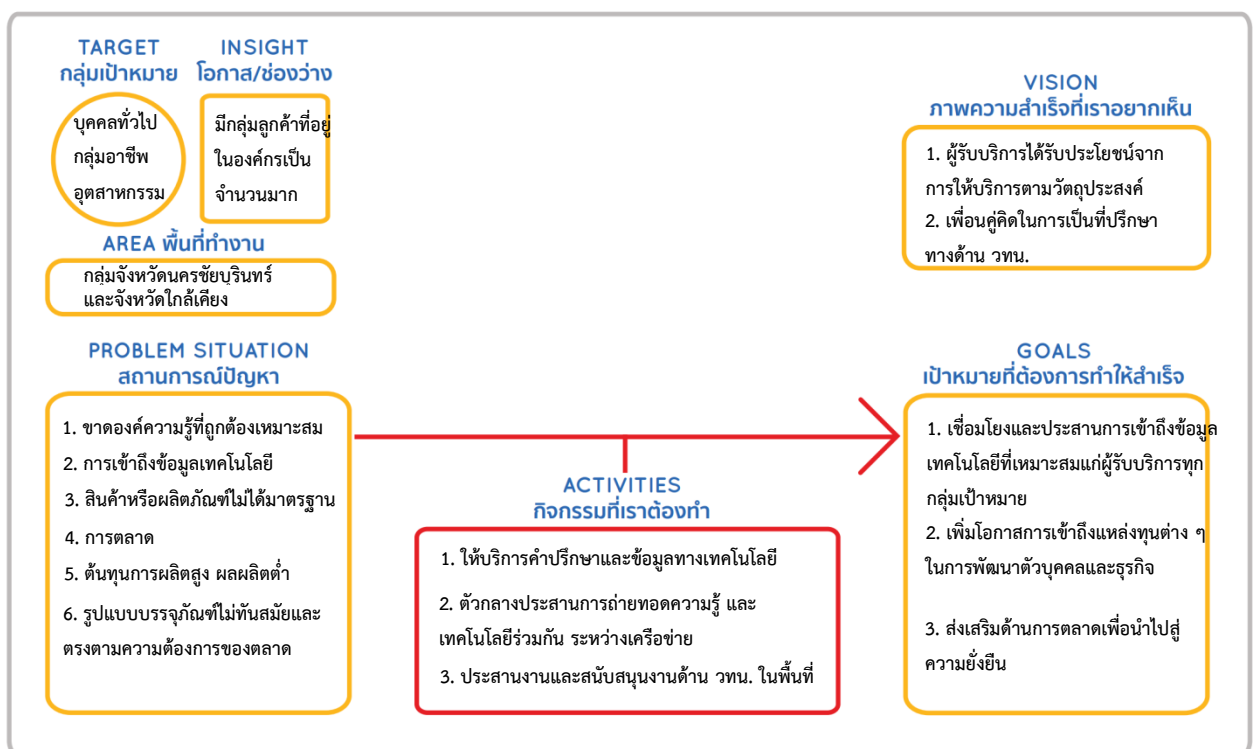 TARGET
กลุ่มเป้าหมาย
บุคคลทั่วไป
กลุ่มอาชีพ
อุตสาหกรรม
INSIGHT
โอกาส/ช่องว่าง
มีกลุ่มลูกค้าที่อยู่
ในองค์กรเป็น
จำนวนมาก
VISION
ภาพความสำเร็จที่เราอยากเห็น
1. ผู้รับบริการได้รับประโยชน์จาก
การให้บริการตามวัตถุประสงค์
2. เพื่อนคู่คิดในการเป็นที่ปรึกษา
ทางด้าน วทน.
AREA พื้นที่ทำงาน
กลุ่มจังหวัดนครชัยบุรินทร์
และจังหวัดใกล้เคียง
PROBLEM SITUATION
สถานการณ์ปัญหา
1. ขาดองค์ความรู้ที่ถูกต้องเหมาะสม
2. การเข้าถึงข้อมูลเทคโนโลยี
3. สินค้าหรือผลิตภัณฑ์ไม่ได้มาตรฐาน
4. การตลาด
5. ต้นทุนการผลิตสูง ผลผลิตต่ำ
6. รูปแบบบรรจุภัณฑ์ไม่ทันสมัยและ
ตรงตามความต้องการของตลาด
ACTIVITIES
กิจกรรมที่เราต้องทำ
1. ให้บริการคำปรึกษาและข้อมูลทางเทคโนโลยี
2. ตัวกลางประสานการถ่ายทอดความรู้ และ
เทคโนโลยีร่วมกัน ระหว่างเครือข่าย
3. ประสานงานและสนับสนุนงานด้าน วทน. ในพื้นที่
GOALS
เป้าหมายที่ต้องการทำให้สำเร็จ
1. เชื่อมโยงและประสานการเข้าถึงข้อมูล
เทคโนโลยีที่เหมาะสมแก่ผู้รับบริการทุก
กลุ่มเป้าหมาย
2. เพิ่มโอกาสการเข้าถึงแหล่งทุนต่าง ๆ
ในการพัฒนาตัวบุคคลและธุรกิจ
3. ส่งเสริมด้านการตลาดเพื่อนำไปสู่
ความยั่งยืน